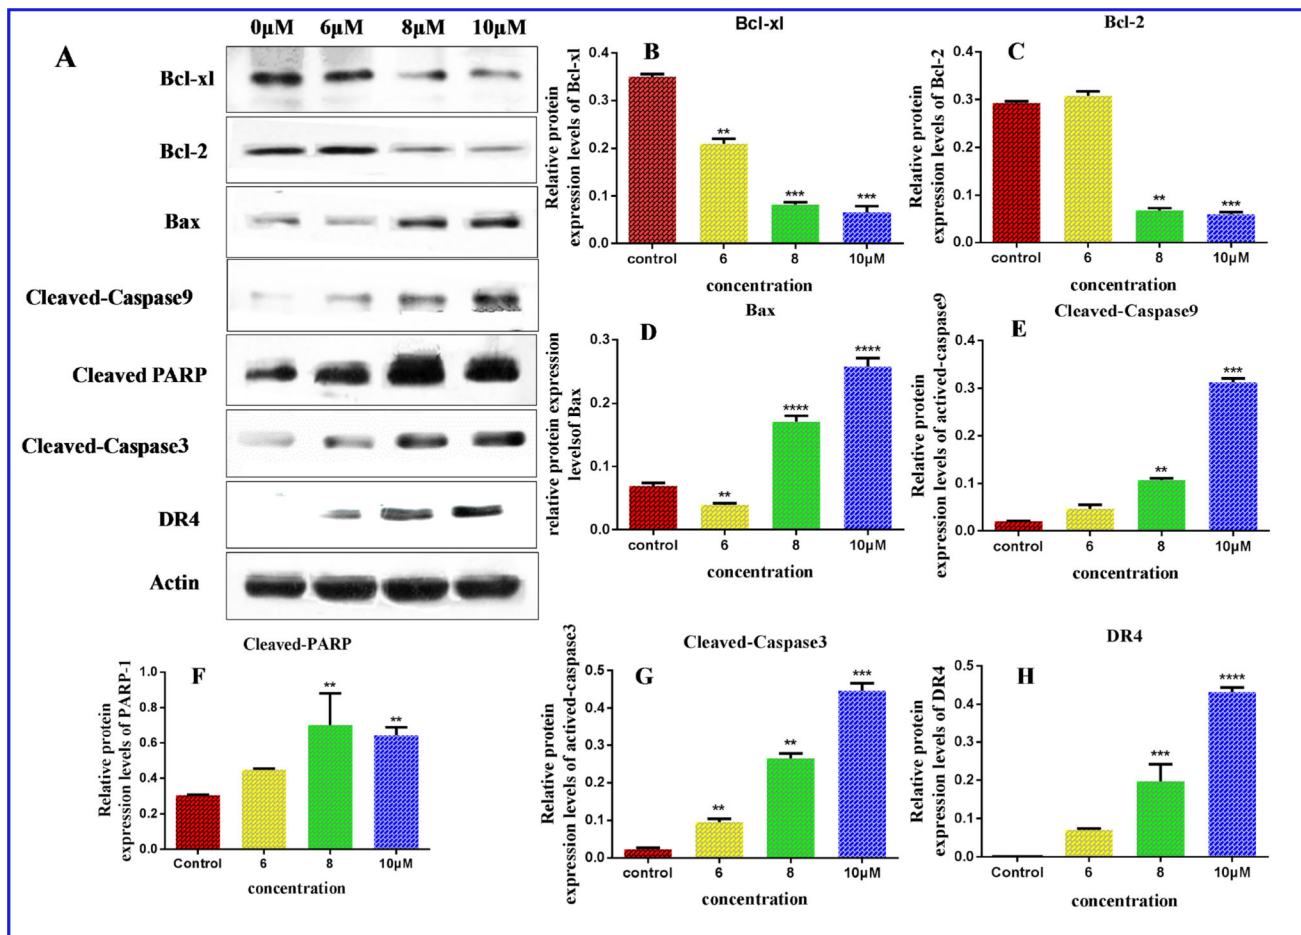 A
0μM 6μM 8μM 10μM
Bcl-xl
Bcl-2
Bax
Cleaved-Caspase9
Cleaved PARP
Cleaved-Caspase3
DR4
Actin
Bcl-xl
B
Relative protein
expression levels of Bcl-xl
0.4
0.3
0.2
0.1
0.0
**
***
***
control 6 8 10μM
concentration
Bcl-2
C
Relative protein
expression levels of Bcl-2
0.4
0.3
0.2
0.1
0.0
**
***
control 6 8 10μM
concentration
Bax
D
relative protein expression
levelsof Bax
0.3
0.2
0.1
0.0
**
****
****
control 6 8 10μM
concentration
Cleaved-Caspase9
E
Relative protein
expression levels of actived-caspase9
0.4
0.3
0.2
0.1
0.0
**
***
control 6 8 10μM
concentration
Cleaved-PARP
F
Relative protein
expression levels of PARP-1
1.0
0.8
0.6
0.4
0.2
0.0
**
**
Control 6 8 10μM
concentration
Cleaved-Caspase3
G
Relative protein
expression levels of actived-caspase3
0.5
0.4
0.3
0.2
0.1
0.0
**
**
***
control 6 8 10μM
concentration
DR4
H
Relative protein
expression levels of DR4
0.5
0.4
0.3
0.2
0.1
0.0
***
****
control 6 8 10μM
concentration